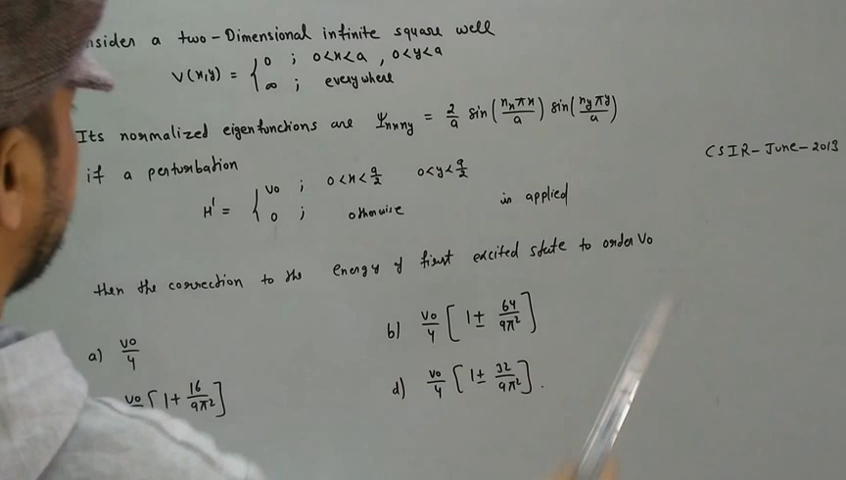 nsider a two-Dimensional infinite square well
V(x,y) = { 0 ; 0<x<a , 0<y<a
∞ ; everywhere
Its normalized eigenfunctions are Ψnxny = 2/a sin(nxπx/a) sin(nyπy/a)
if a perturbation
CSIR-June-2013
H' = { V0 ; 0<x<a/2 0<y<a/2
0 ; otherwise is applied
then the correction to the energy of first excited state to order V0
a) V0/4 b) V0/4 [1 ± 64/9π²]
V0 [1 + 16/9π²] d) V0/4 [1 ± 32/9π²].